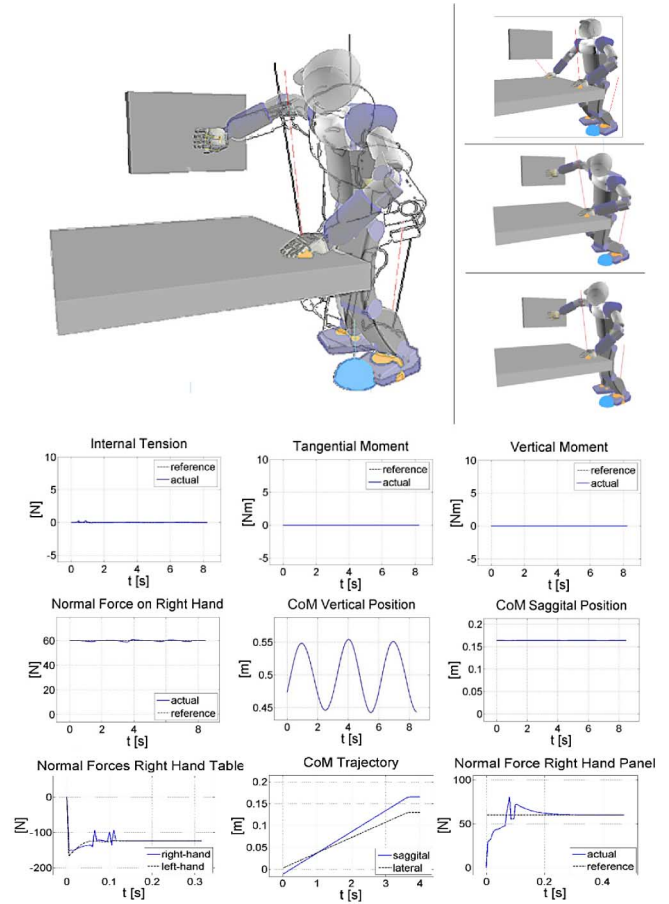 Internal Tension
10
5
0
-5
[N]
reference
actual
0 2 4 6 8
t [s]
Tangential Moment
10
5
0
-5
[Nm]
reference
actual
0 2 4 6 8
t [s]
Vertical Moment
10
5
0
-5
[Nm]
reference
actual
0 2 4 6 8
t [s]
Normal Force on Right Hand
60
40
20
0
[N]
actual
reference
0 2 4 6 8
t [s]
CoM Vertical Position
0.55
0.5
0.45
[m]
0 2 4 6 8
t [s]
CoM Saggital Position
0.2
0.15
0.1
0.05
0
[m]
0 2 4 6 8
t [s]
Normal Forces Right Hand Table
0
-100
-200
[N]
right-hand
left-hand
0 0.1 0.2 0.3
t [s]
CoM Trajectory
0.2
0.15
0.1
0.05
0
[m]
saggital
lateral
0 1 2 3 4
t [s]
Normal Force Right Hand Panel
100
50
0
[N]
actual
reference
0 0.2 0.4
t [s]